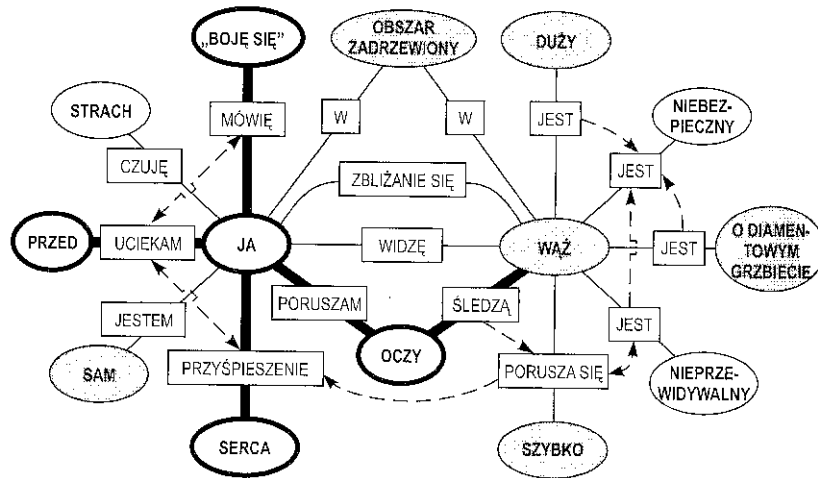 „BOJĘ SIĘ”
OBSZAR
ZADRZEWIONY
DUŻY
STRACH
MÓWIĘ
W
W
JEST
NIEBEZ-
PIECZNY
CZUJĘ
ZBLIŻANIE SIĘ
JEST
PRZED
UCIEKAM
JA
WIDZĘ
WĄŻ
JEST
O DIAMEN-
TOWYM
GRZBIECIE
JESTEM
PORUSZAM
ŚLEDZĄ
JEST
SAM
PRZYŚPIESZENIE
OCZY
PORUSZA SIĘ
NIEPRZE-
WIDYWALNY
SERCA
SZYBKO